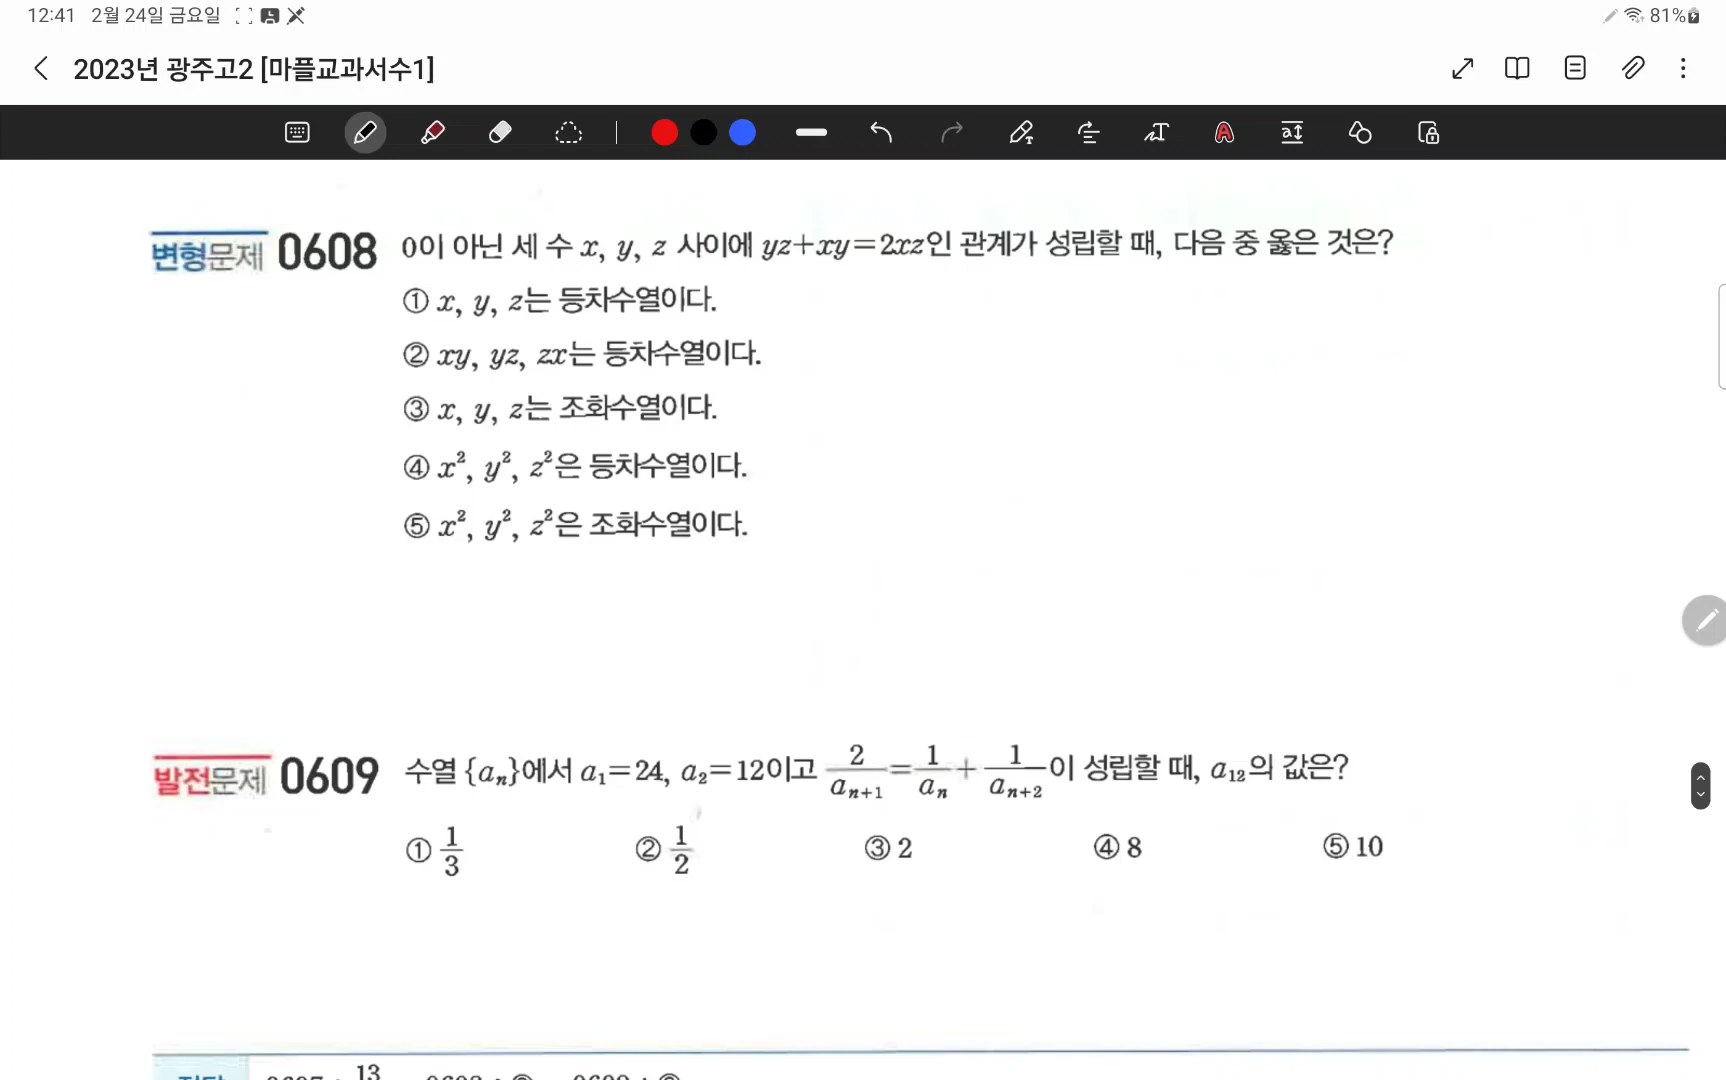 12:41 2월 24일 금요일
81%
2023년 광주고2 [마플교과서수1]
변형문제 0608 0이 아닌 세 수 x, y, z 사이에 yz+xy=2xz인 관계가 성립할 때, 다음 중 옳은 것은?
① x, y, z는 등차수열이다.
② xy, yz, zx는 등차수열이다.
③ x, y, z는 조화수열이다.
④ x², y², z²은 등차수열이다.
⑤ x², y², z²은 조화수열이다.
발전문제 0609 수열 {aₙ}에서 a₁=24, a₂=12이고 2/aₙ₊₁=1/aₙ+1/aₙ₊₂이 성립할 때, a₁₂의 값은?
① 1/3 ② 1/2 ③ 2 ④ 8 ⑤ 10